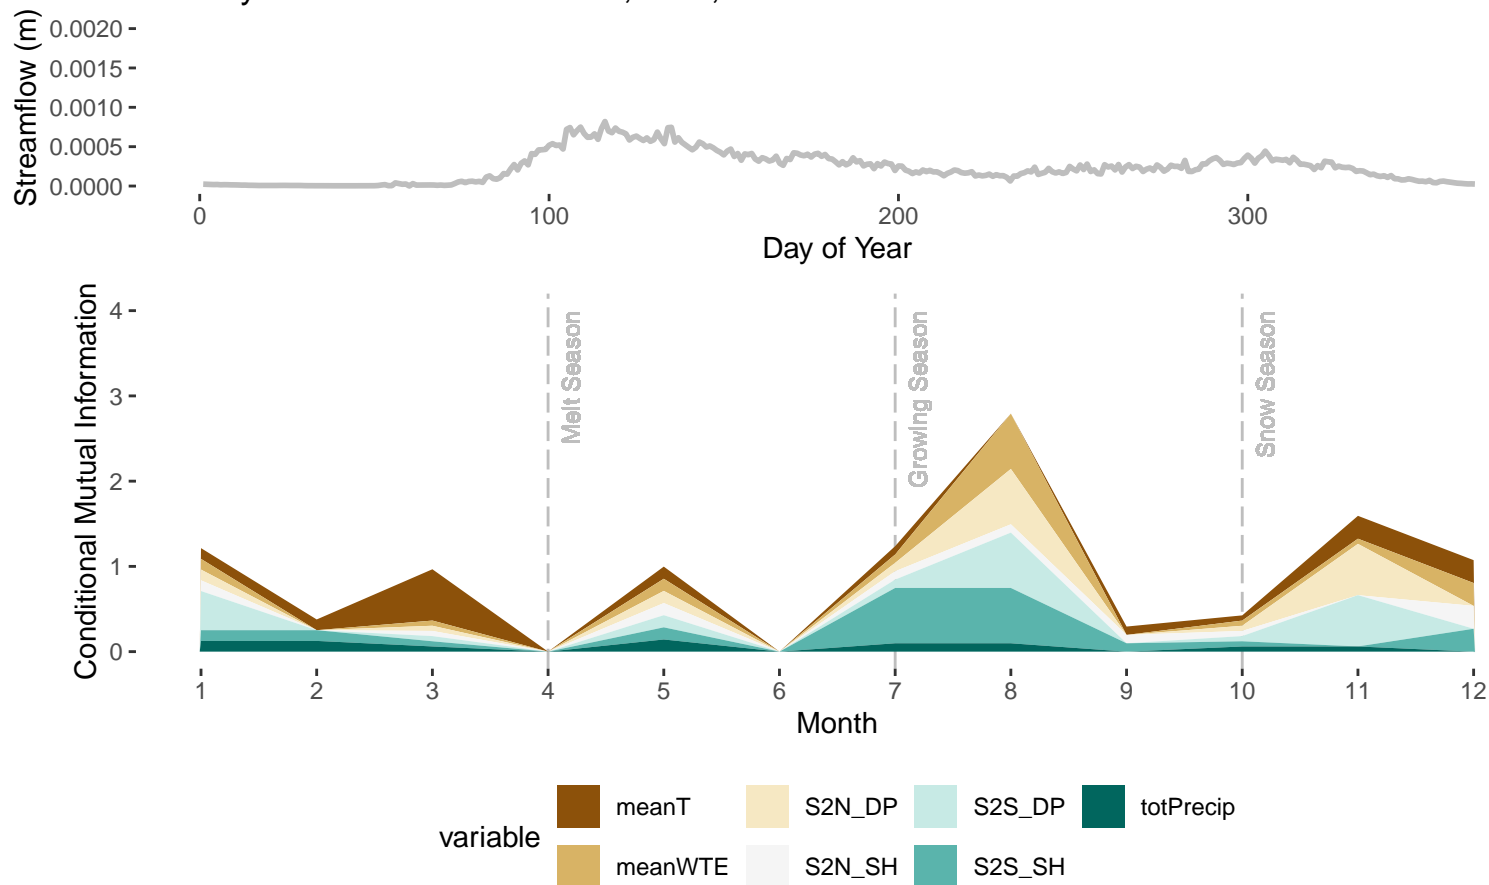 Streamflow (m)
0.0020
0.0015
0.0010
0.0005
0.0000
0 100 200 300
Day of Year
Conditional Mutual Information
4
3
2
1
0
Melt Season
Growing Season
Snow Season
1 2 3 4 5 6 7 8 9 10 11 12
Month
variable
meanT S2N_DP S2S_DP totPrecip
meanWTE S2N_SH S2S_SH